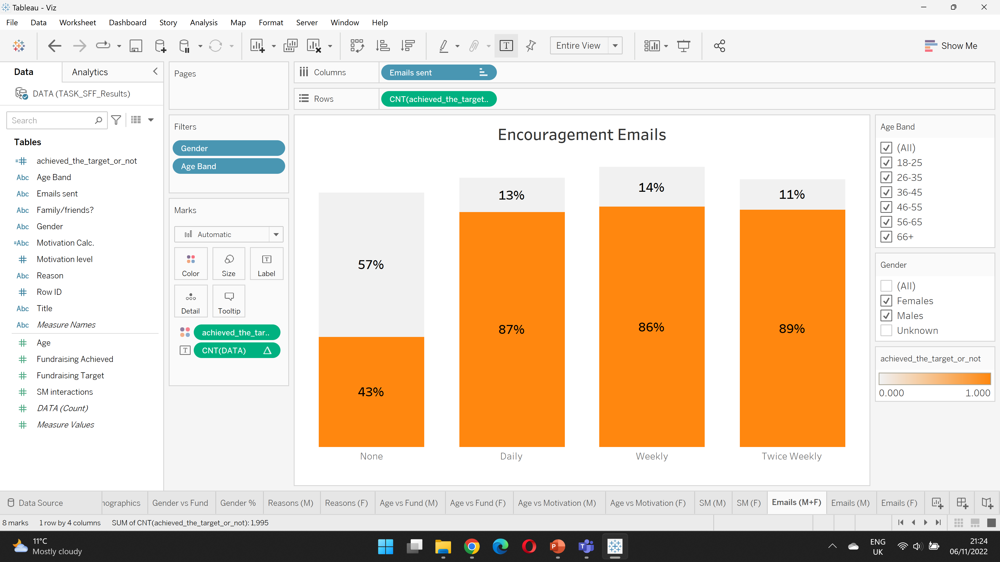 Tableau - Viz
File Data Worksheet Dashboard Story Analysis Map Format Server Window Help
Entire View
Show Me
Data
Analytics
DATA (TASK_SFF_Results)
Search
Tables
achieved_the_target_or_not
Abc Age Band
Abc Emails sent
Abc Family/friends?
Abc Gender
=Abc Motivation Calc.
Motivation level
Abc Reason
Row ID
Abc Title
Abc Measure Names
Age
Fundraising Achieved
Fundraising Target
SM interactions
DATA (Count)
Measure Values
Pages
Filters
Gender
Age Band
Marks
Automatic
Color
Size
Label
Detail
Tooltip
achieved_the_tar..
CNT(DATA)
Columns
Emails sent
Rows
CNT(achieved_the_target..
Encouragement Emails
57%
43%
13%
87%
14%
86%
11%
89%
None
Daily
Weekly
Twice Weekly
Age Band
(All)
18-25
26-35
36-45
46-55
56-65
66+
Gender
(All)
Females
Males
Unknown
achieved_the_target_or_not
0.000 1.000
Data Source
nographics
Gender vs Fund
Gender %
Reasons (M)
Reasons (F)
Age vs Fund (M)
Age vs Fund (F)
Age vs Motivation (M)
Age vs Motivation (F)
SM (M)
SM (F)
Emails (M+F)
Emails (M)
Emails (F)
8 marks 1 row by 4 columns SUM of CNT(achieved_the_target_or_not): 1,995
11°C
Mostly cloudy
ENG
UK
21:24
06/11/2022